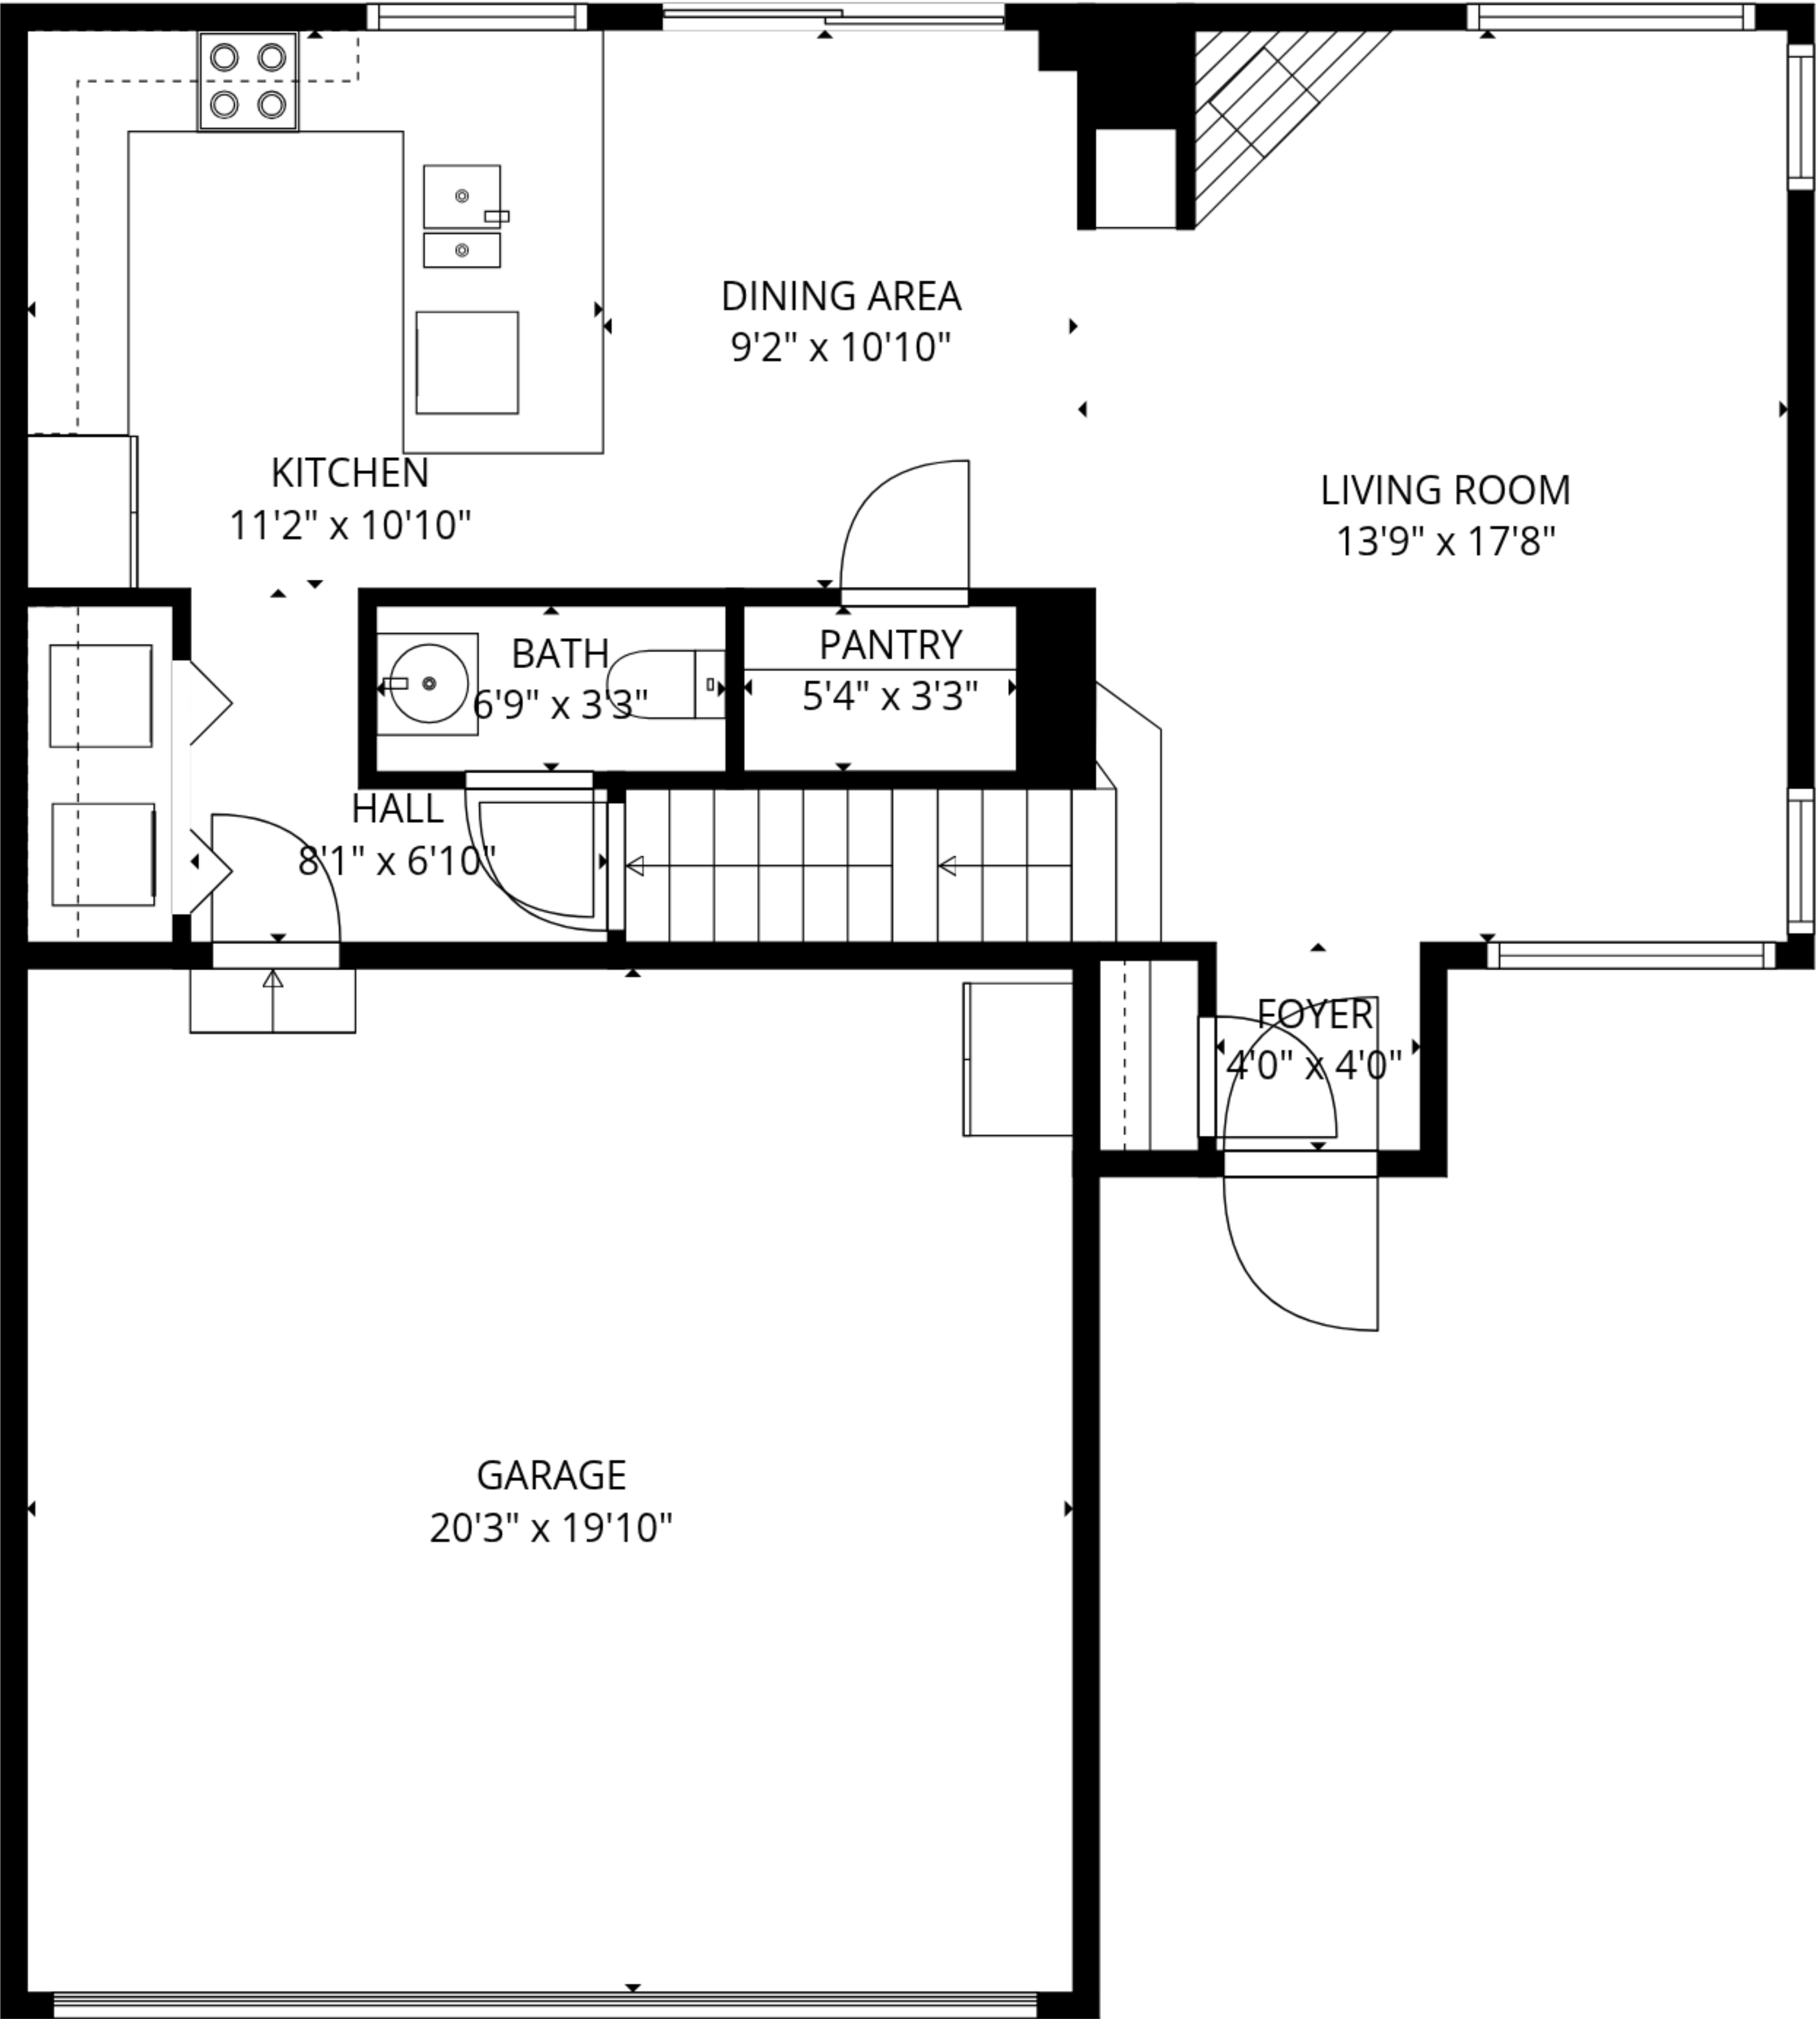 DINING AREA
9'2" x 10'10"
KITCHEN
11'2" x 10'10"
LIVING ROOM
13'9" x 17'8"
BATH
6'9" x 3'3"
PANTRY
5'4" x 3'3"
HALL
8'1" x 6'10"
FOYER
4'0" x 4'0"
GARAGE
20'3" x 19'10"